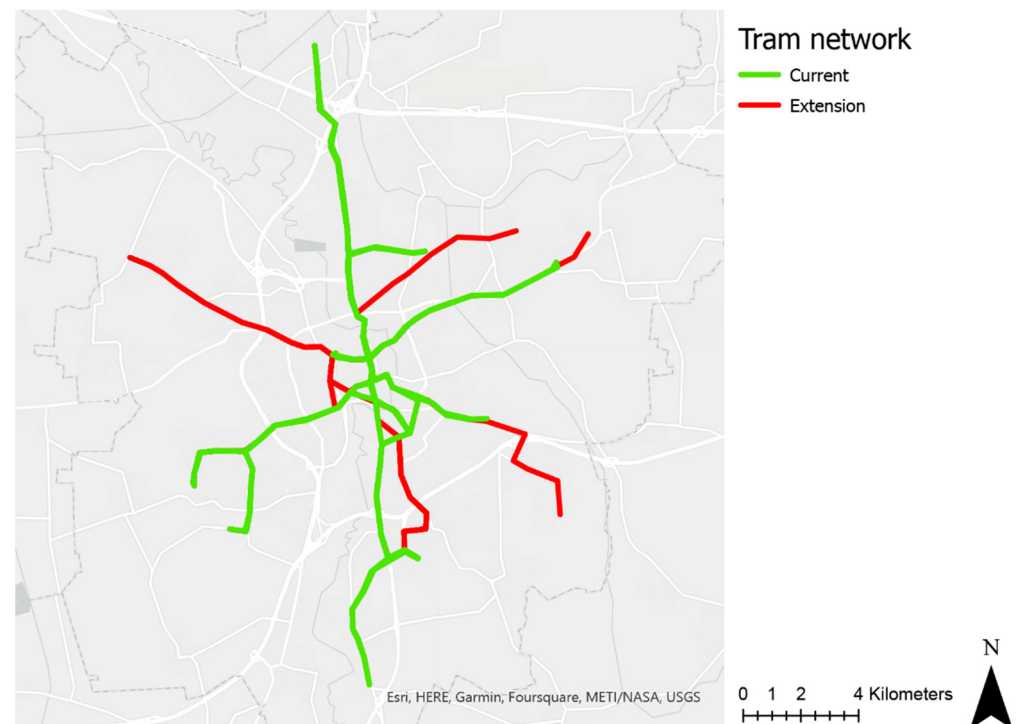 Tram network
Current
Extension
Esri, HERE, Garmin, Foursquare, METI/NASA, USGS
0 1 2 4 Kilometers
N